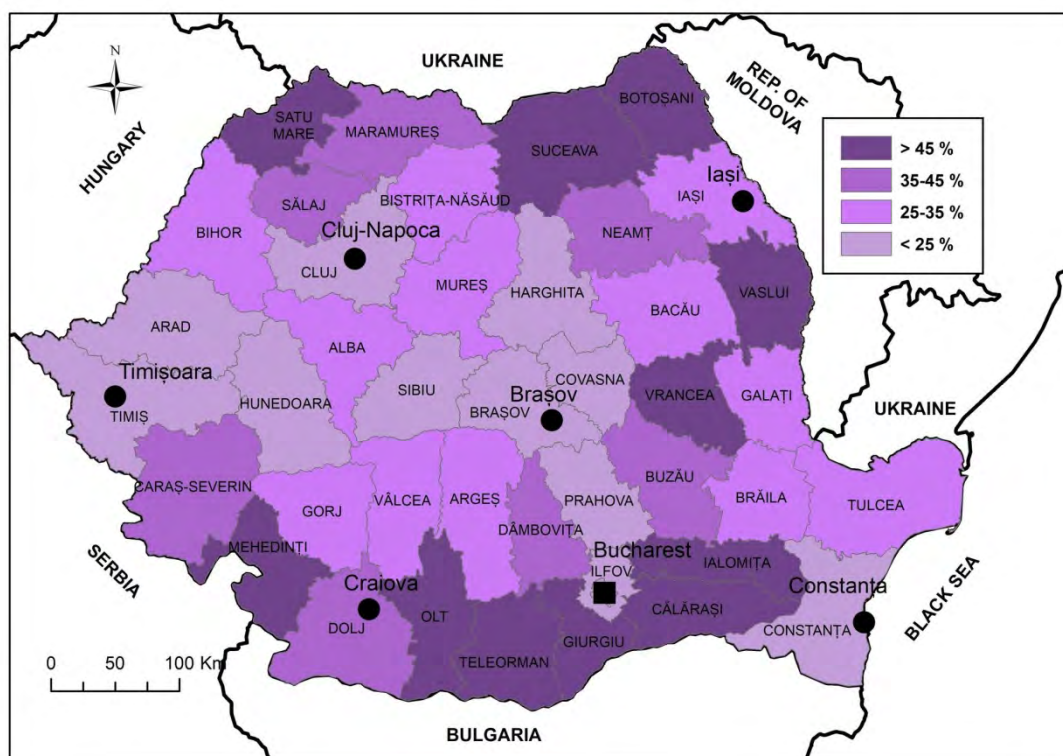 N
UKRAINE
REP. OF
MOLDOVA
HUNGARY
BOTOȘANI
SATU
MARE
MARAMUREȘ
SUCEAVA
> 45 %
35-45 %
25-35 %
< 25 %
Iași
IAȘI
BISTRIȚA-NĂSĂUD
SĂLAJ
NEAMȚ
BIHOR
Cluj-Napoca
CLUJ
MUREȘ
HARGHITA
VASLUI
BACĂU
ARAD
ALBA
Timișoara
TIMIȘ
HUNEDOARA
SIBIU
Brașov
BRAȘOV
COVASNA
VRANCEA
GALAȚI
UKRAINE
CARAȘ-SEVERIN
GORJ
VÂLCEA
ARGEȘ
DÂMBOVIȚA
PRAHOVA
BUZĂU
BRĂILA
TULCEA
MEHEDINȚI
SERBIA
Bucharest
ILFOV
IALOMIȚA
Constanța
CONSTANȚA
BLACK SEA
Craiova
DOLJ
OLT
CĂLĂRAȘI
GIURGIU
TELEORMAN
0 50 100 Km
BULGARIA